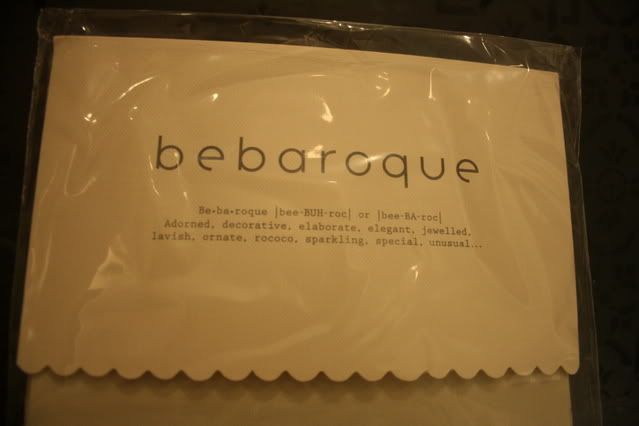 bebaroque
Be•ba•roque |bee-BUH-roc| or |bee-BA-roc|
Adorned, decorative, elaborate, elegant, jewelled,
lavish, ornate, rococo, sparkling, special, unusual...